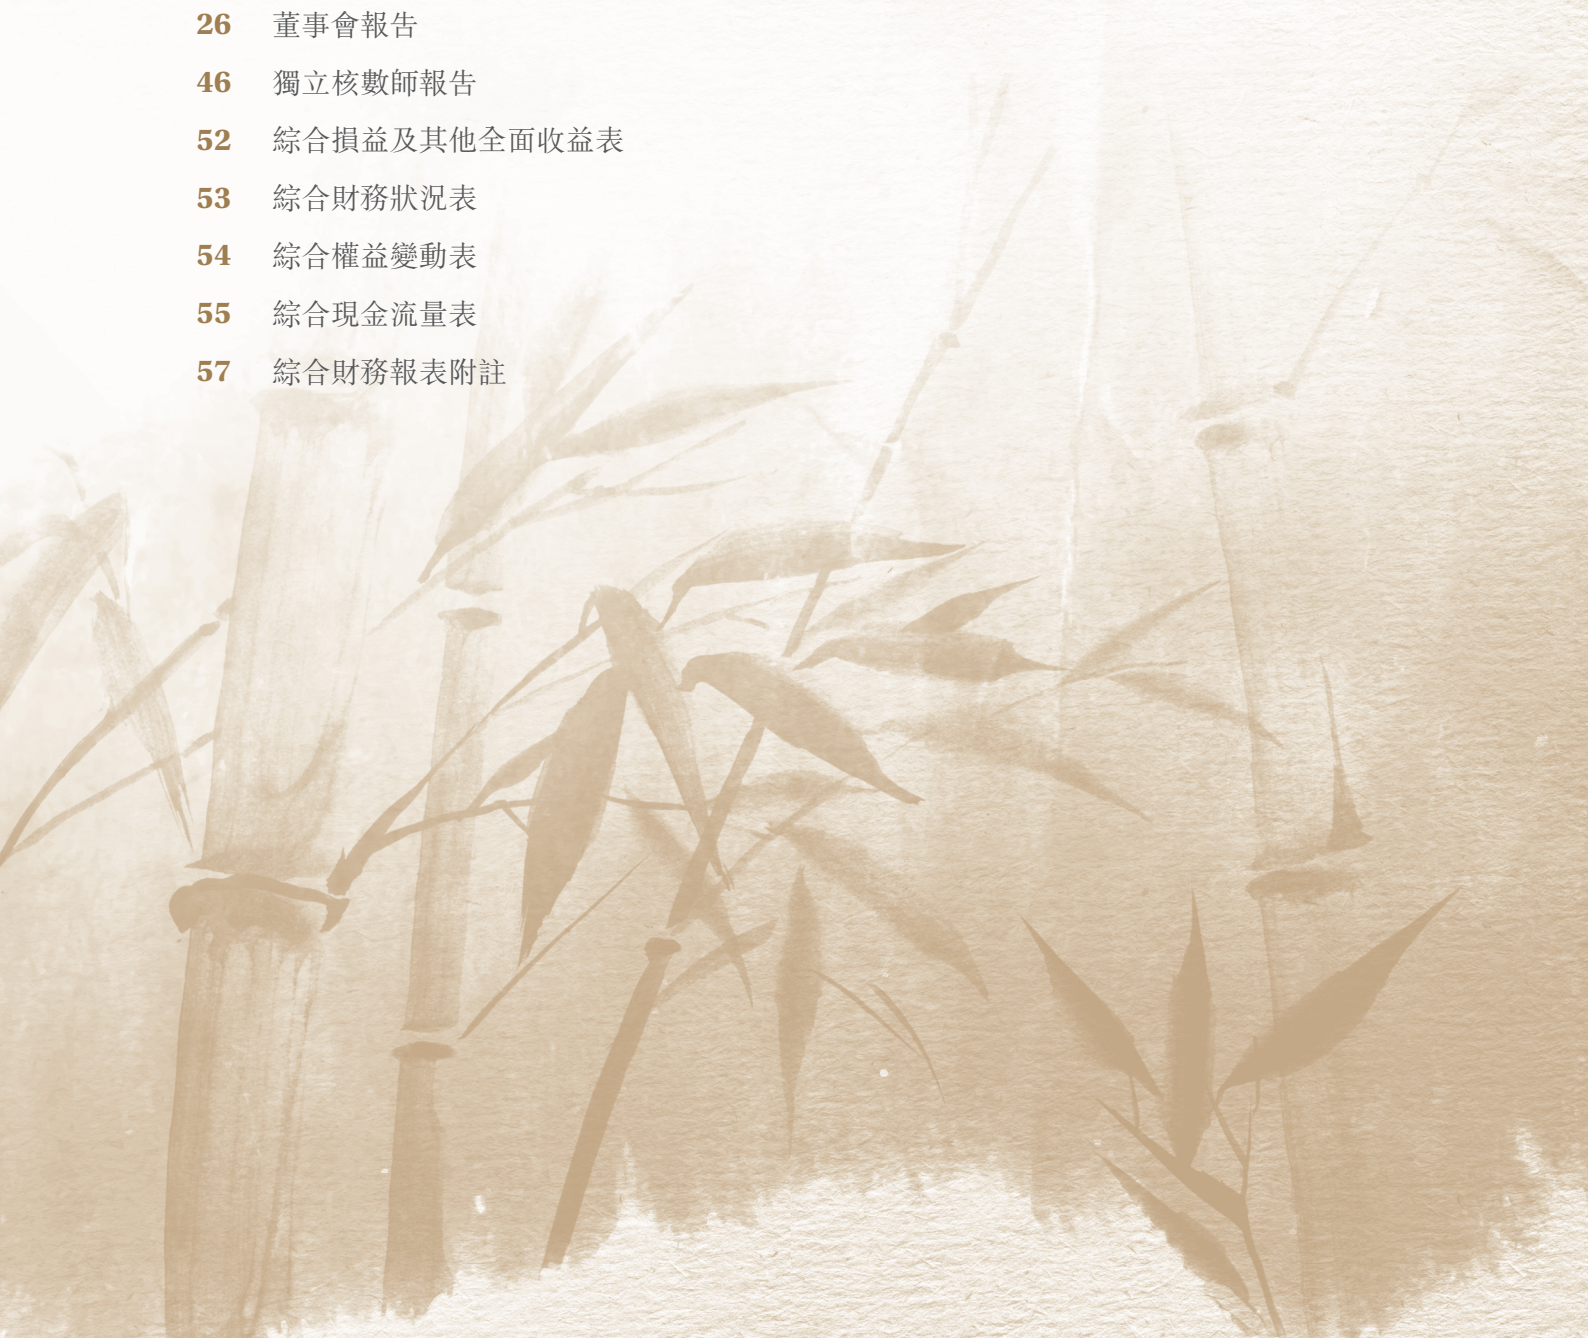 26 董事會報告
46 獨立核數師報告
52 綜合損益及其他全面收益表
53 綜合財務狀況表
54 綜合權益變動表
55 綜合現金流量表
57 綜合財務報表附註